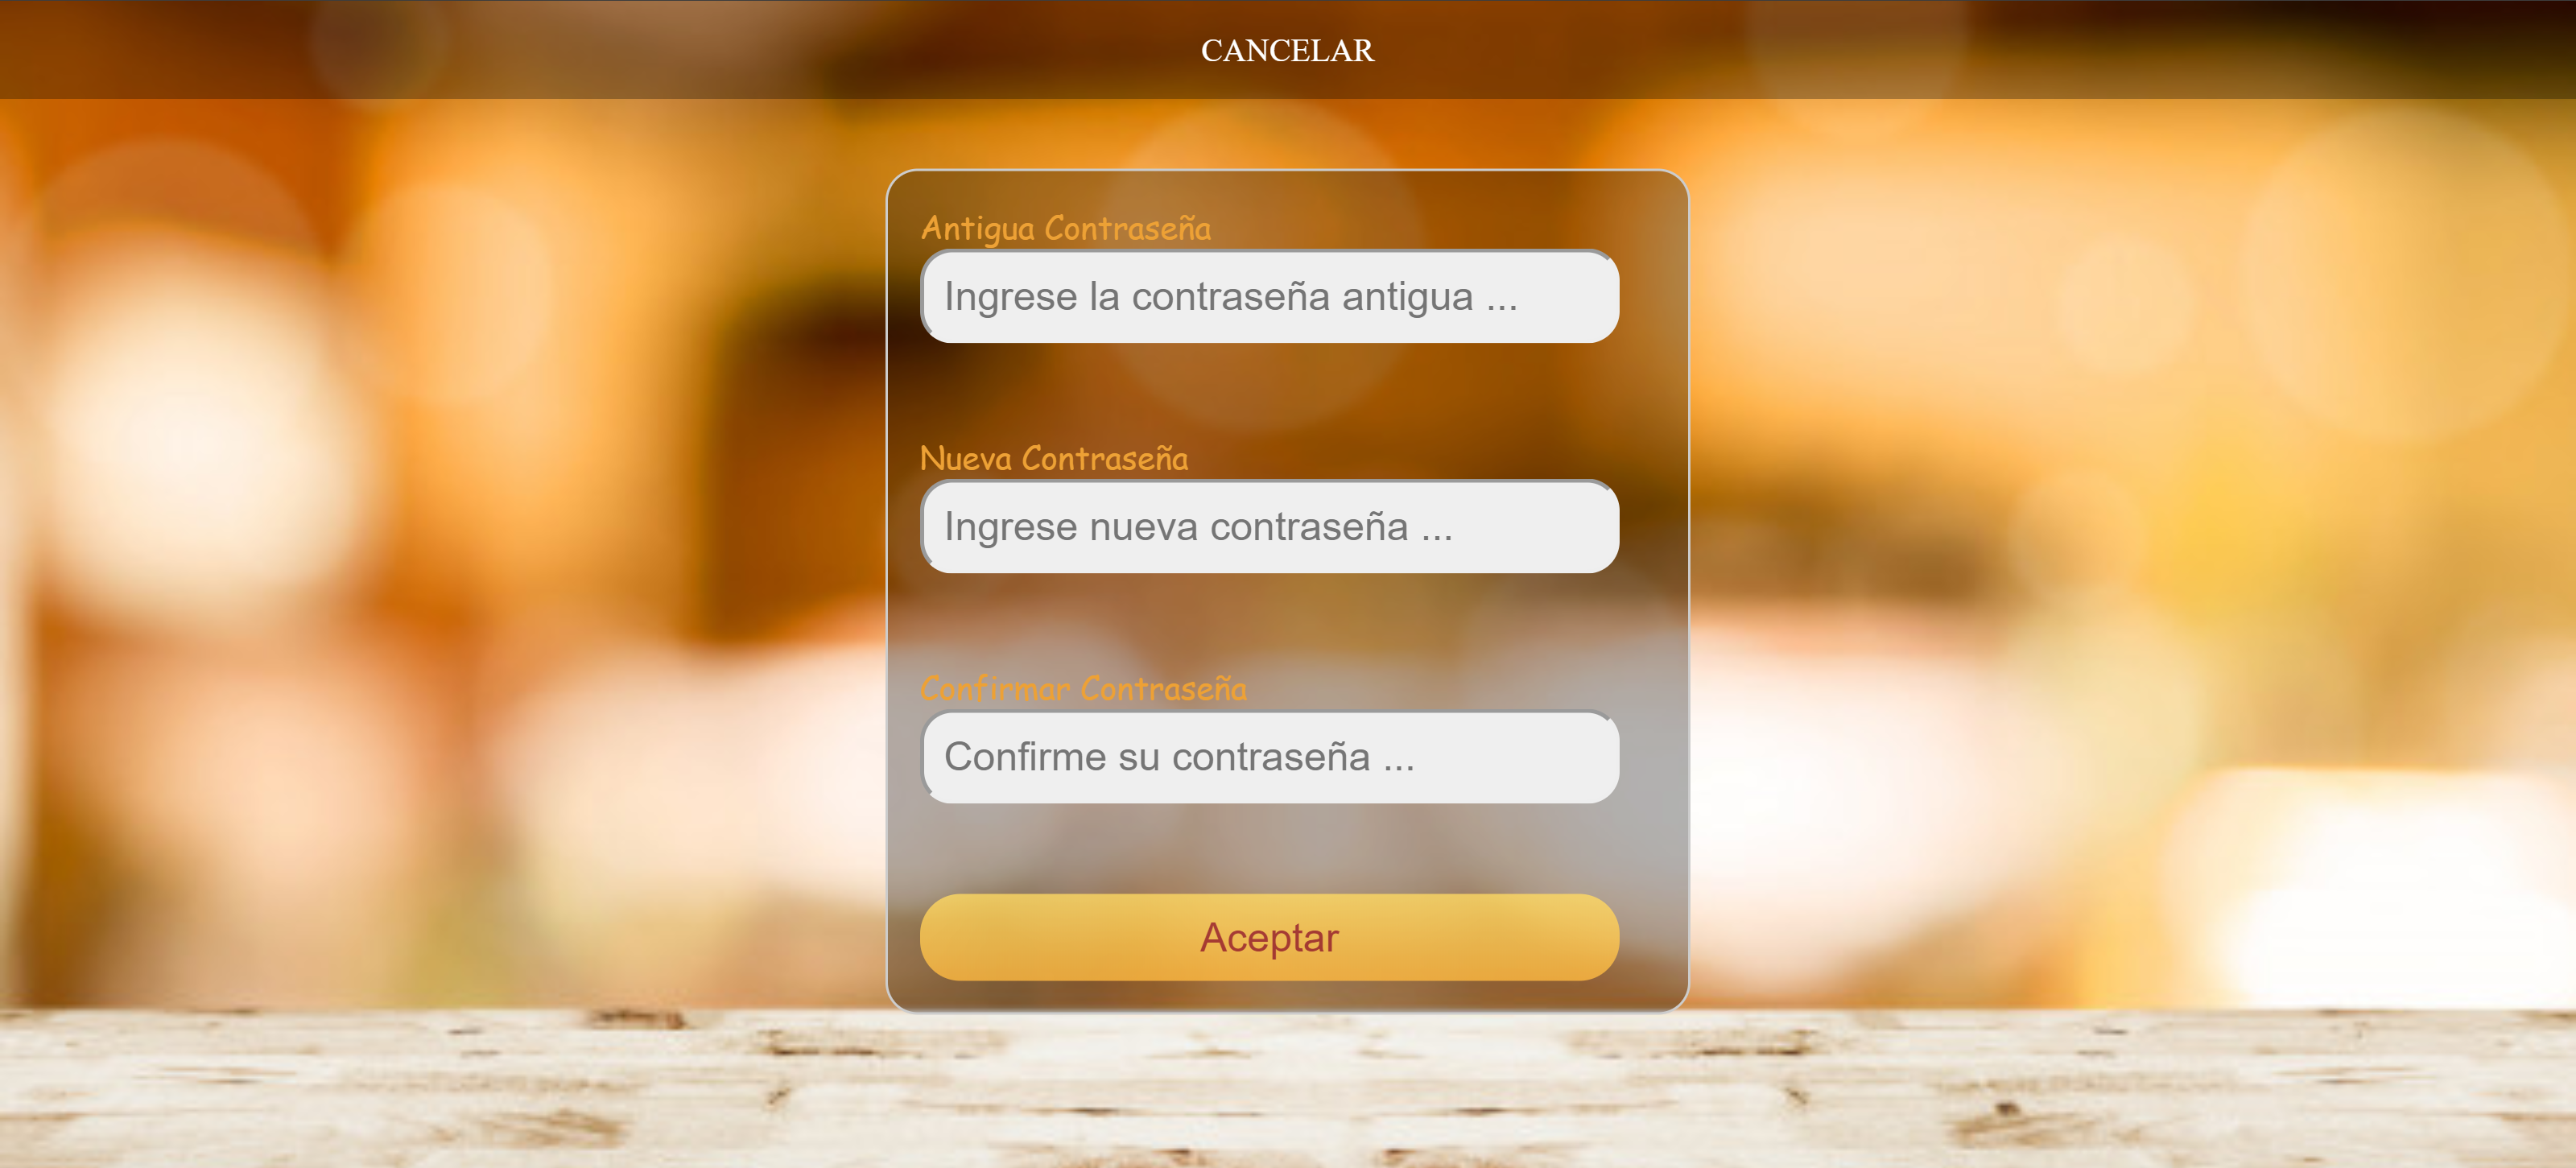 CANCELAR
Antigua Contraseña
Ingrese la contraseña antigua ...
Nueva Contraseña
Ingrese nueva contraseña ...
Confirmar Contraseña
Confirme su contraseña ...
Aceptar